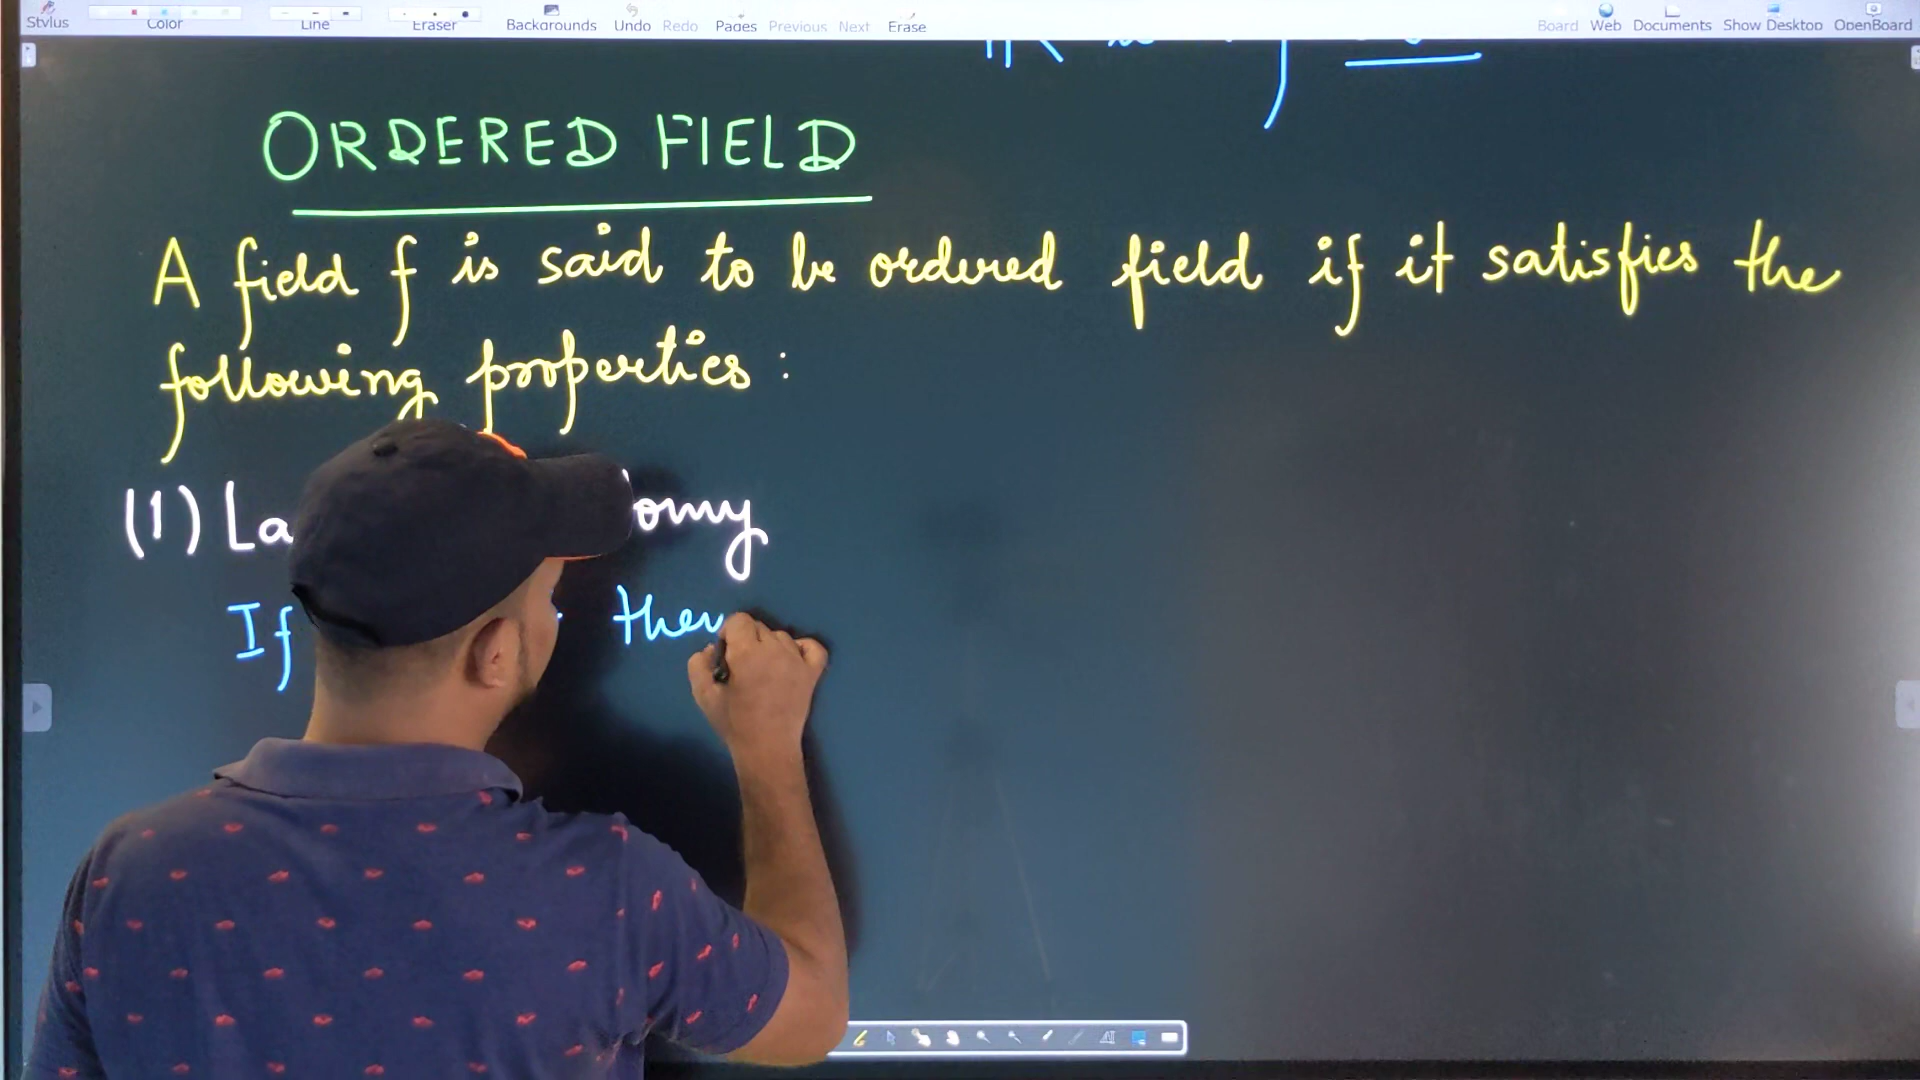 Stylus Color Line Eraser Backgrounds Undo Redo Pages Previous Next Erase Board Web Documents Show Desktop OpenBoard
ORDERED FIELD
A field f is said to be ordered field if it satisfies the
following properties :
(1) La omy
If then